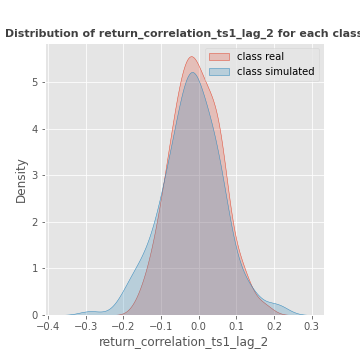 Distribution of return_correlation_ts1_lag_2 for each class
class real
class simulated
5
4
3
2
1
0
Density
−0.4 −0.3 −0.2 −0.1 0.0 0.1 0.2 0.3
return_correlation_ts1_lag_2